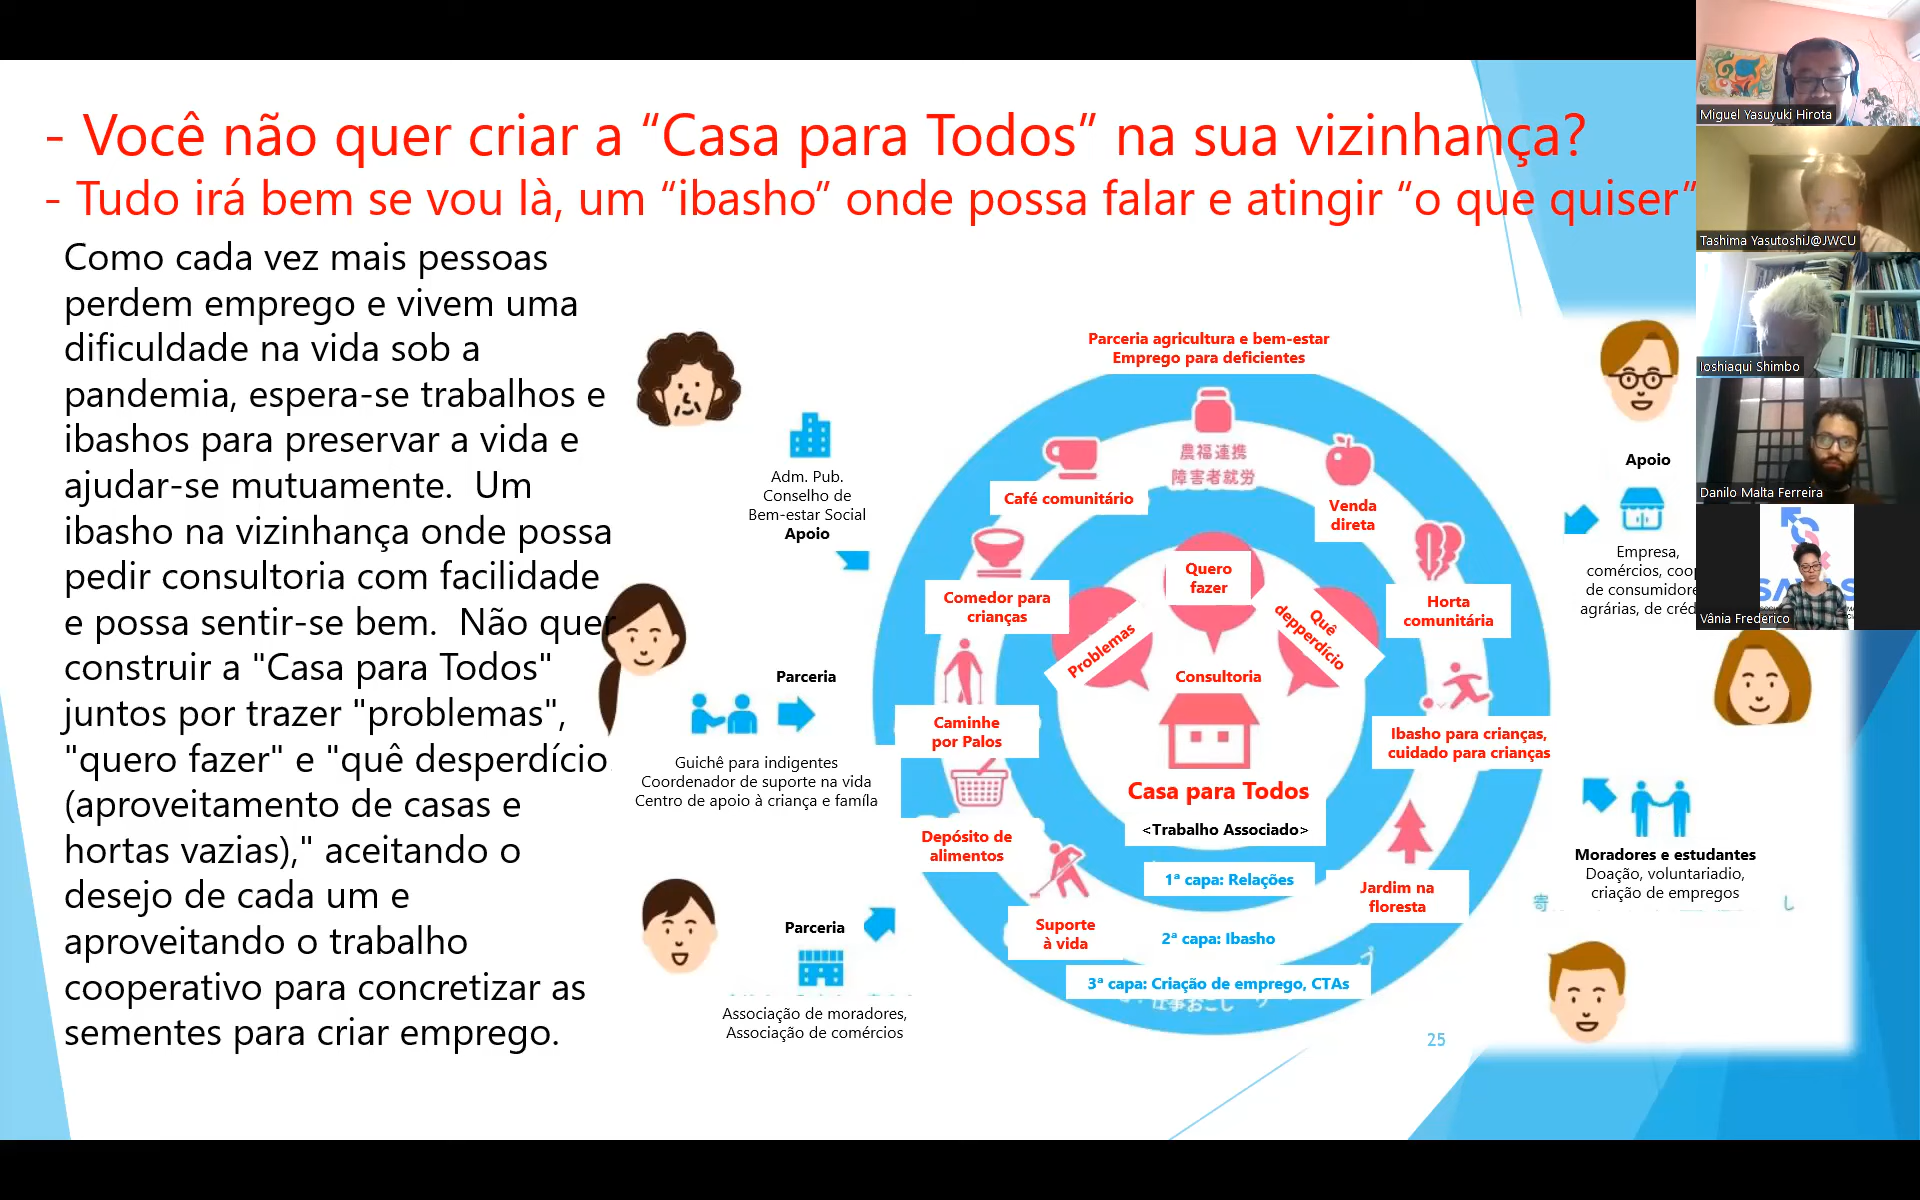 - Você não quer criar a “Casa para Todos” na sua vizinhança?
- Tudo irá bem se vou là, um “ibasho” onde possa falar e atingir “o que quiser”
Como cada vez mais pessoas
perdem emprego e vivem uma
dificuldade na vida sob a
pandemia, espera-se trabalhos e
ibashos para preservar a vida e
ajudar-se mutuamente.  Um
ibasho na vizinhança onde possa
pedir consultoria com facilidade
e possa sentir-se bem.  Não quer
construir a "Casa para Todos"
juntos por trazer "problemas",
"quero fazer" e "quê desperdício
(aproveitamento de casas e
hortas vazias)," aceitando o
desejo de cada um e
aproveitando o trabalho
cooperativo para concretizar as
sementes para criar emprego.
Adm. Pub.
Conselho de
Bem-estar Social
Apoio
Parceria
Guichê para indigentes
Coordenador de suporte na vida
Centro de apoio à criança e famíla
Parceria
Associação de moradores,
Associação de comércios
Parceria agricultura e bem-estar
Emprego para deficientes
農福連携
障害者就労
Café comunitário
Venda
direta
Comedor para
crianças
Horta
comunitária
Quero
fazer
Problemas
Quê
depperdício
Consultoria
Caminhe
por Palos
Ibasho para crianças,
cuidado para crianças
Casa para Todos
<Trabalho Associado>
Depósito de
alimentos
Jardim na
floresta
Suporte
à vida
1ª capa: Relações
2ª capa: Ibasho
3ª capa: Criação de emprego, CTAs
仕事おこし
Apoio
Empresa,
comércios, coop
de consumidore
agrárias, de créd
Moradores e estudantes
Doação, voluntariadio,
criação de empregos
寄
し
25
Miguel Yasuyuki Hirota
Tashima YasutoshiJ@JWCU
Ioshiaqui Shimbo
Danilo Malta Ferreira
Vânia Frederico